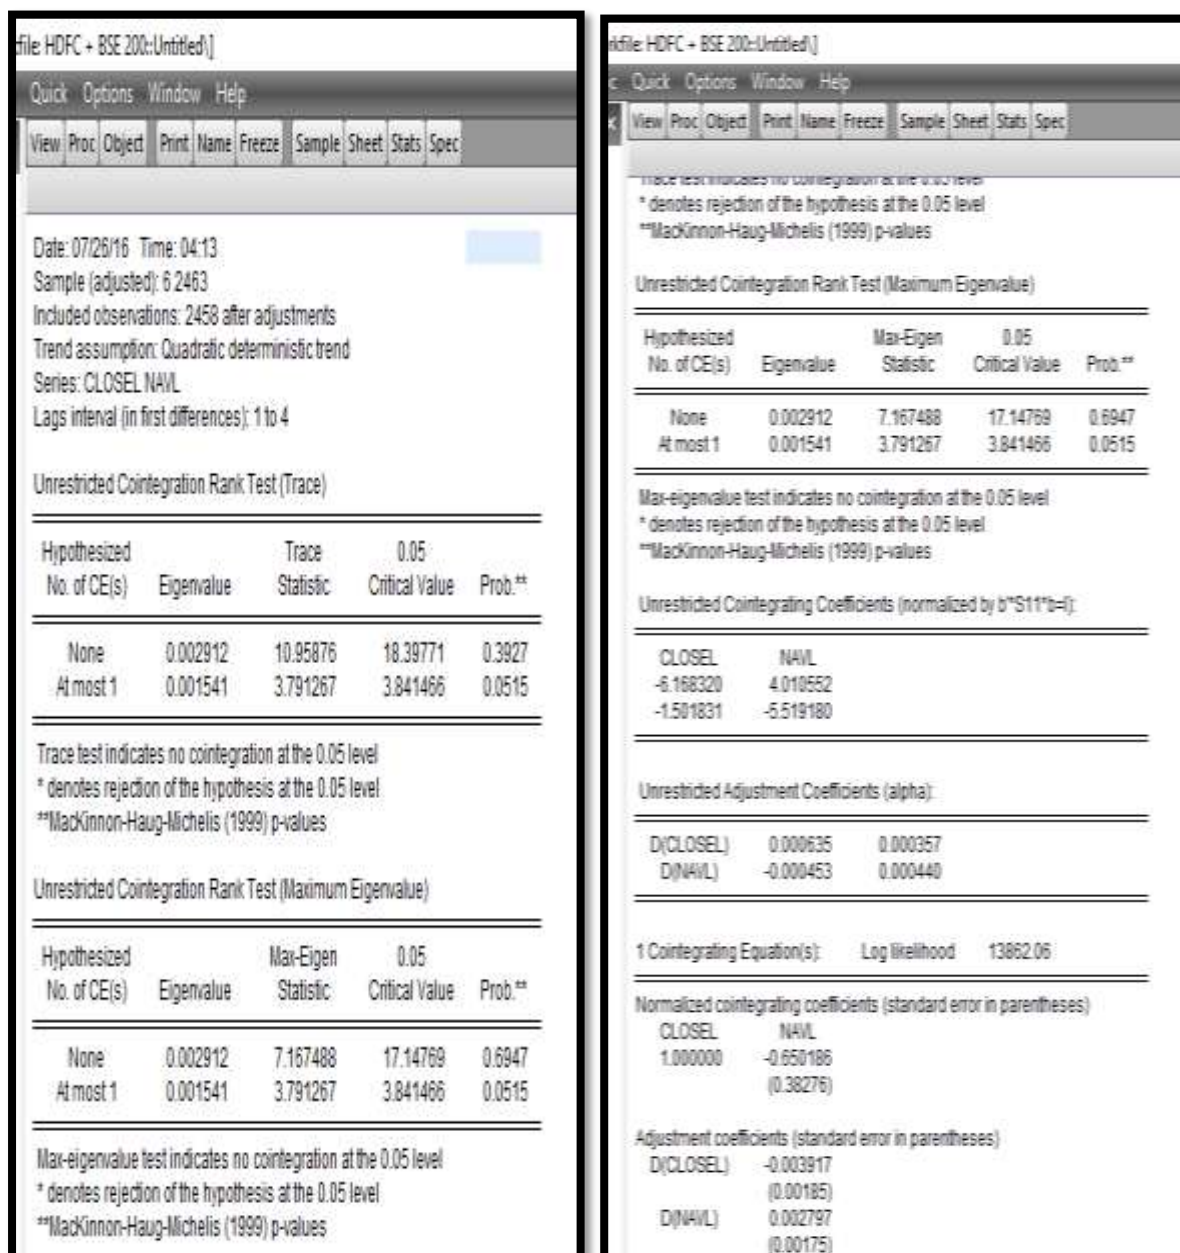 file: HDFC + BSE 200::Untitled\]
Quick Options Window Help
View Proc Object Print Name Freeze Sample Sheet Stats Spec
Date: 07/26/16 Time: 04:13
Sample (adjusted): 6 2463
Included observations: 2458 after adjustments
Trend assumption: Quadratic deterministic trend
Series: CLOSEL NAVL
Lags interval (in first differences): 1 to 4
Unrestricted Cointegration Rank Test (Trace)
Hypothesized Trace 0.05
No. of CE(s) Eigenvalue Statistic Critical Value Prob.**
None 0.002912 10.95876 18.39771 0.3927
At most 1 0.001541 3.791267 3.841466 0.0515
Trace test indicates no cointegration at the 0.05 level
* denotes rejection of the hypothesis at the 0.05 level
**MacKinnon-Haug-Michelis (1999) p-values
Unrestricted Cointegration Rank Test (Maximum Eigenvalue)
Hypothesized Max-Eigen 0.05
No. of CE(s) Eigenvalue Statistic Critical Value Prob.**
None 0.002912 7.167488 17.14769 0.6947
At most 1 0.001541 3.791267 3.841466 0.0515
Max-eigenvalue test indicates no cointegration at the 0.05 level
* denotes rejection of the hypothesis at the 0.05 level
**MacKinnon-Haug-Michelis (1999) p-values
rkfile: HDFC + BSE 200::Untitled\]
c Quick Options Window Help
View Proc Object Print Name Freeze Sample Sheet Stats Spec
Trace test indicates no cointegration at the 0.05 level
* denotes rejection of the hypothesis at the 0.05 level
**MacKinnon-Haug-Michelis (1999) p-values
Unrestricted Cointegration Rank Test (Maximum Eigenvalue)
Hypothesized Max-Eigen 0.05
No. of CE(s) Eigenvalue Statistic Critical Value Prob.**
None 0.002912 7.167488 17.14769 0.6947
At most 1 0.001541 3.791267 3.841466 0.0515
Max-eigenvalue test indicates no cointegration at the 0.05 level
* denotes rejection of the hypothesis at the 0.05 level
**MacKinnon-Haug-Michelis (1999) p-values
Unrestricted Cointegrating Coefficients (normalized by b'*S11*b=I):
CLOSEL NAVL
-6.168320 4.010552
-1.501831 -5.519180
Unrestricted Adjustment Coefficients (alpha):
D(CLOSEL) 0.000635 0.000357
D(NAVL) -0.000453 0.000440
1 Cointegrating Equation(s): Log likelihood 13862.06
Normalized cointegrating coefficients (standard error in parentheses)
CLOSEL NAVL
1.000000 -0.650186
(0.38276)
Adjustment coefficients (standard error in parentheses)
D(CLOSEL) -0.003917
(0.00185)
D(NAVL) 0.002797
(0.00175)